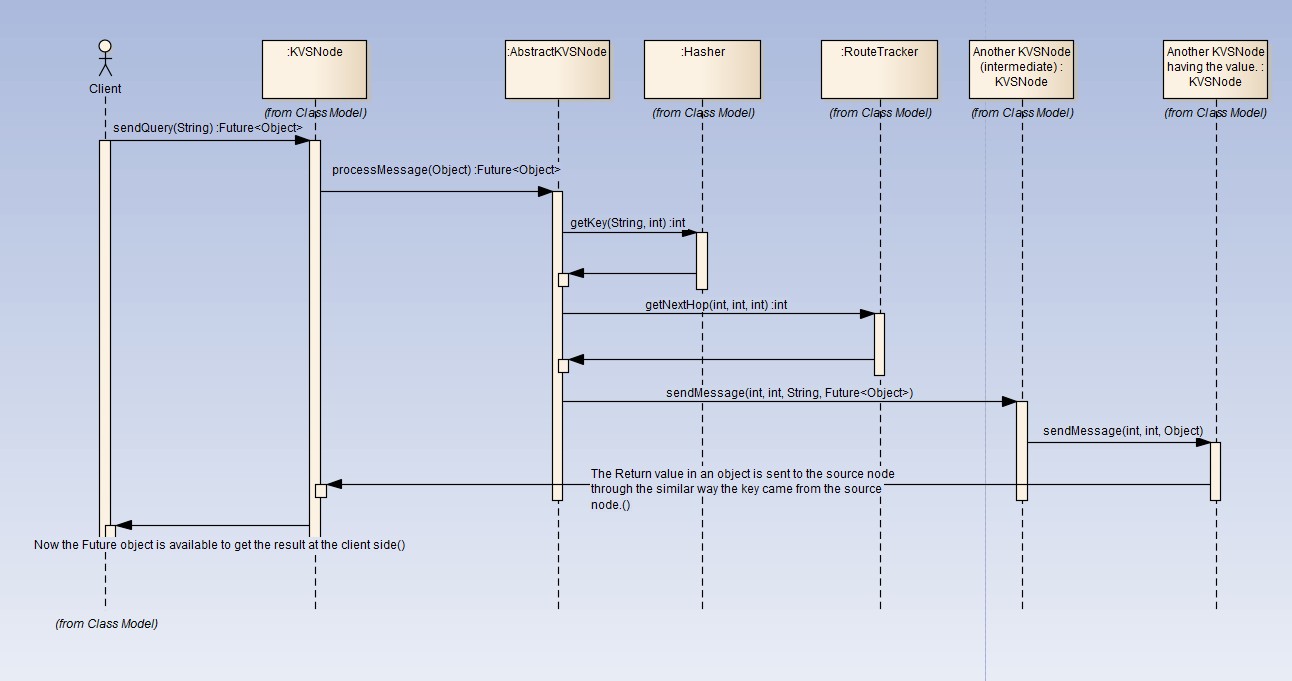 :KVSNode
:AbstractKVSNode
:Hasher
:RouteTracker
Another KVSNode
(intermediate) :
KVSNode
Another KVSNode
having the value. :
KVSNode
Client
(from Class Model)
(from Class Model)
(from Class Model)
(from Class Model)
(from Class Model)
sendQuery(String) :Future<Object>
processMessage(Object) :Future<Object>
getKey(String, int) :int
getNextHop(int, int, int) :int
sendMessage(int, int, String, Future<Object>)
sendMessage(int, int, Object)
The Return value in an object is sent to the source node
through the similar way the key came from the source
node.()
Now the Future object is available to get the result at the client side()
(from Class Model)